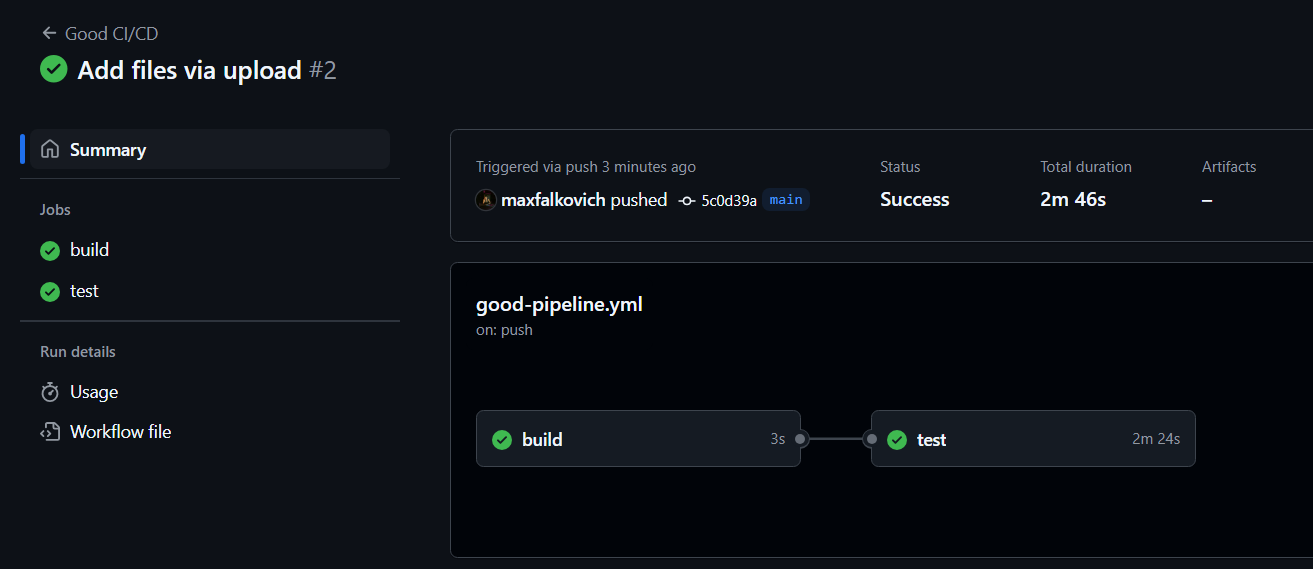 Good CI/CD
Add files via upload #2
Summary
Jobs
build
test
Run details
Usage
Workflow file
Triggered via push 3 minutes ago
maxfalkovich pushed 5c0d39a main
Status
Success
Total duration
2m 46s
Artifacts
–
good-pipeline.yml
on: push
build 3s
test 2m 24s